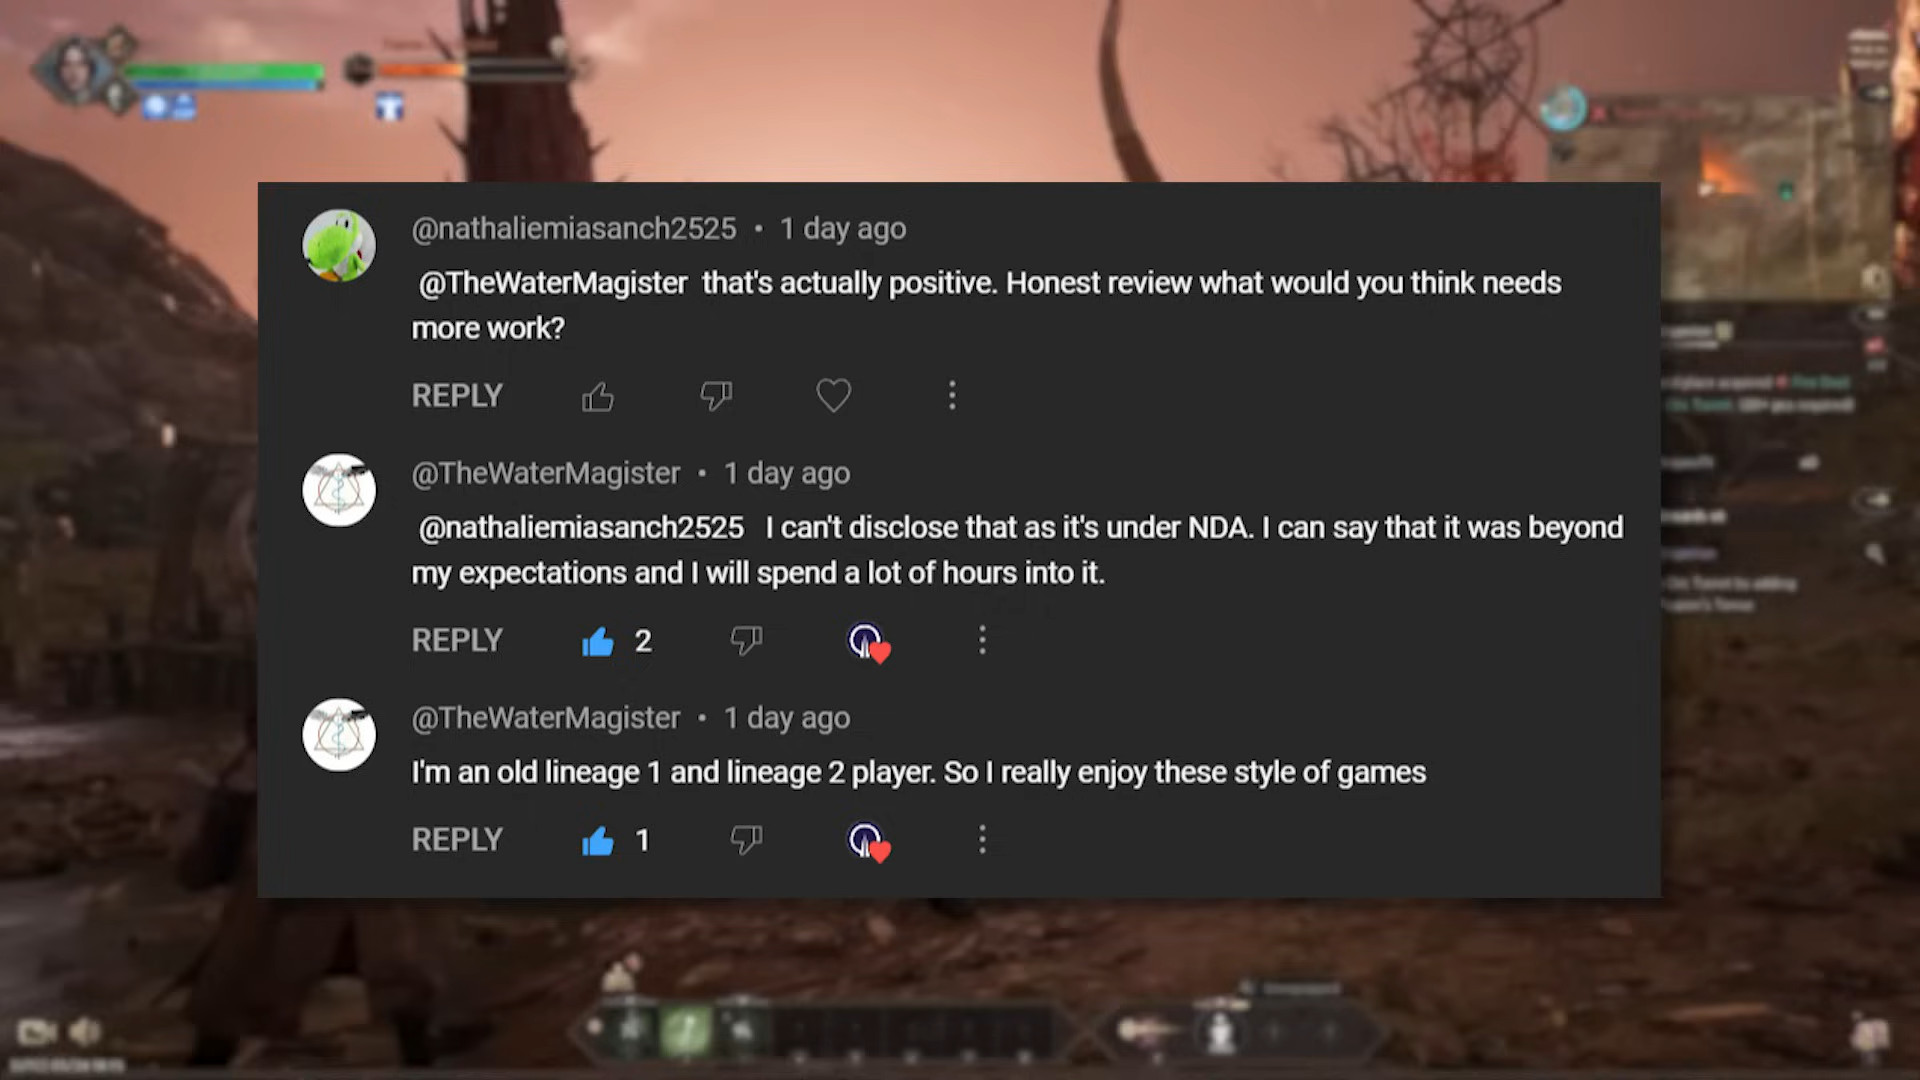 @nathaliemiasanch2525 • 1 day ago
@TheWaterMagister that's actually positive. Honest review what would you think needs
more work?
REPLY
@TheWaterMagister • 1 day ago
@nathaliemiasanch2525 I can't disclose that as it's under NDA. I can say that it was beyond
my expectations and I will spend a lot of hours into it.
REPLY 2
@TheWaterMagister • 1 day ago
I'm an old lineage 1 and lineage 2 player. So I really enjoy these style of games
REPLY 1